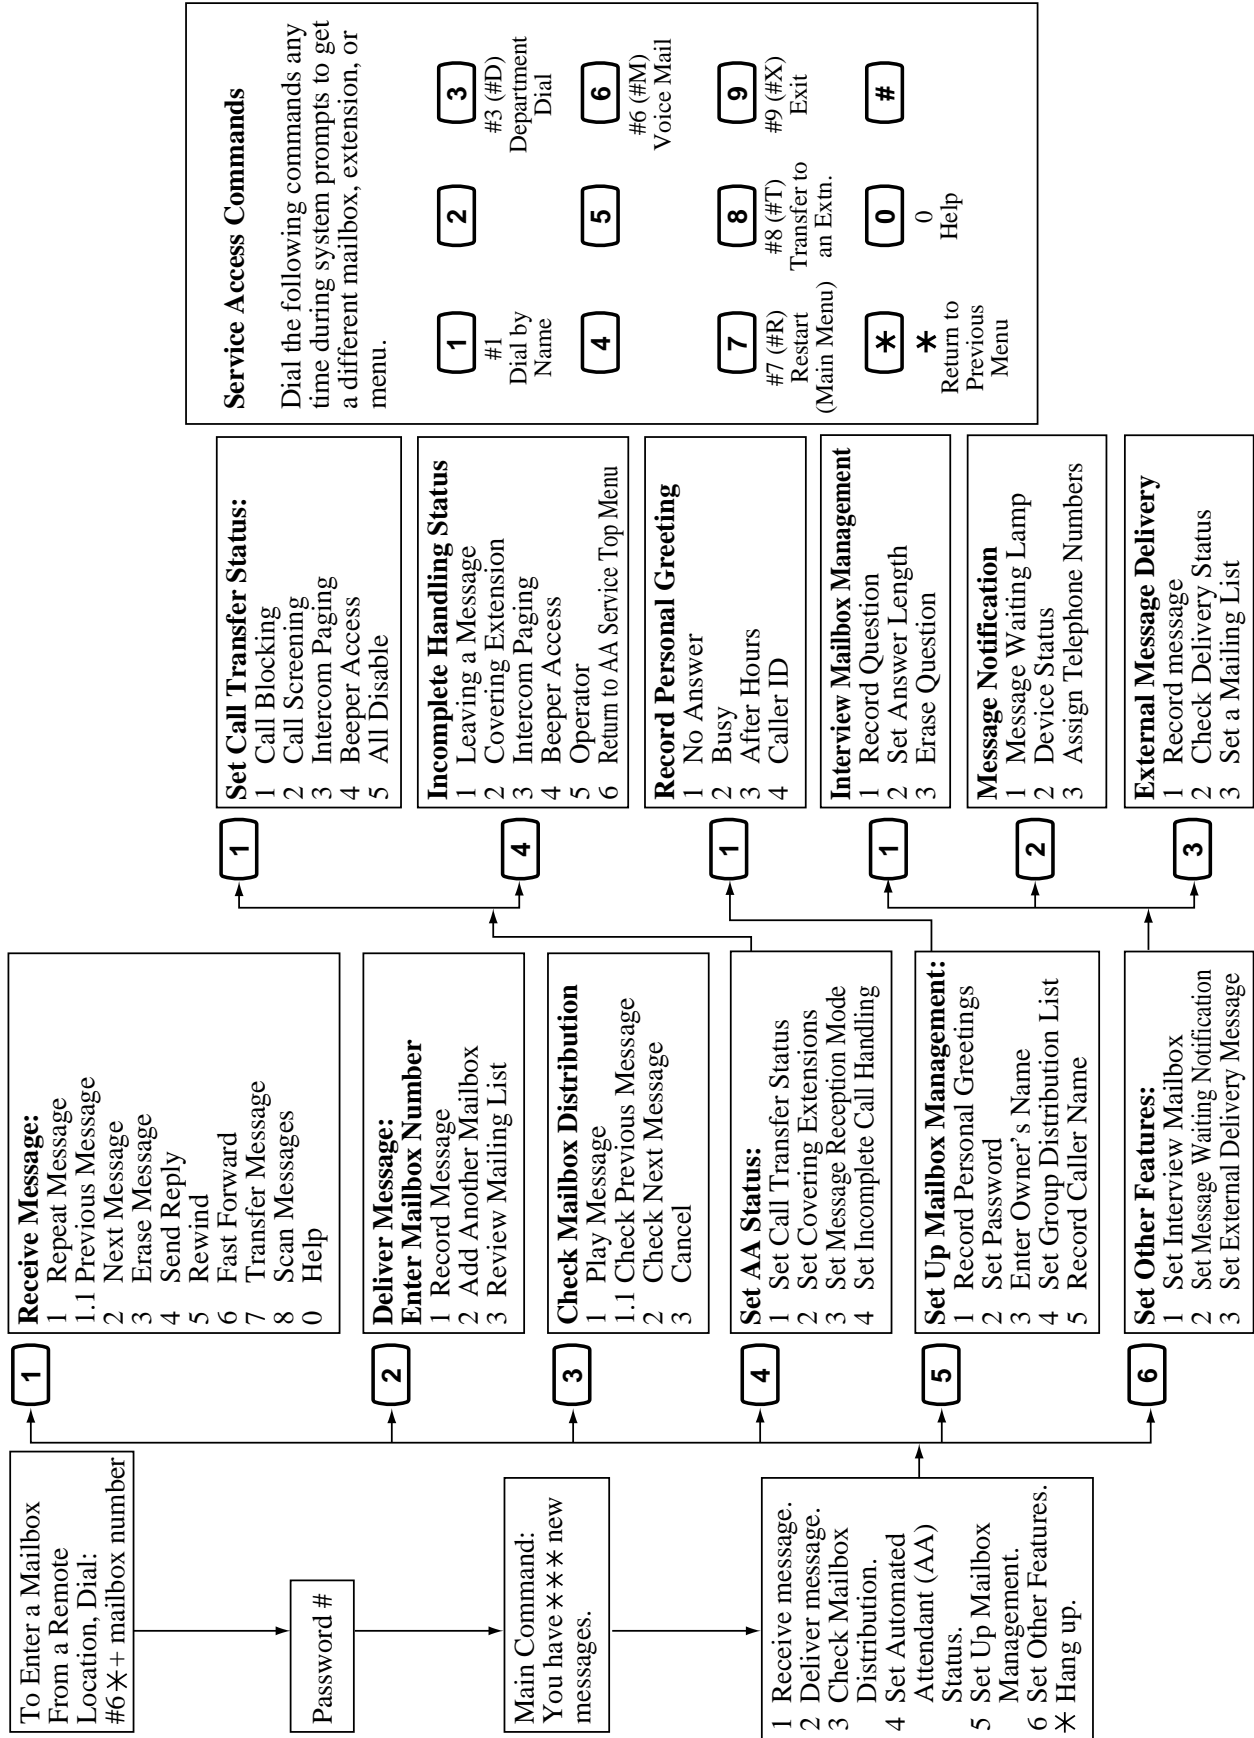 To Enter a Mailbox
From a Remote
Location, Dial:
#6＊+ mailbox number
Password #
Main Command:
You have＊＊＊ new
messages.
1 Receive message.
2 Deliver message.
3 Check Mailbox
Distribution.
4 Set Automated
Attendant (AA)
Status.
5 Set Up Mailbox
Management.
6 Set Other Features.
＊ Hang up.
1
Receive Message:
1 Repeat Message
1.1 Previous Message
2 Next Message
3 Erase Message
4 Send Reply
5 Rewind
6 Fast Forward
7 Transfer Message
8 Scan Messages
0 Help
2
Deliver Message:
Enter Mailbox Number
1 Record Message
2 Add Another Mailbox
3 Review Mailing List
3
Check Mailbox Distribution
1 Play Message
1.1 Check Previous Message
2 Check Next Message
3 Cancel
4
Set AA Status:
1 Set Call Transfer Status
2 Set Covering Extensions
3 Set Message Reception Mode
4 Set Incomplete Call Handling
5
Set Up Mailbox Management:
1 Record Personal Greetings
2 Set Password
3 Enter Owner's Name
4 Set Group Distribution List
5 Record Caller Name
6
Set Other Features:
1 Set Interview Mailbox
2 Set Message Waiting Notification
3 Set External Delivery Message
1
Set Call Transfer Status:
1 Call Blocking
2 Call Screening
3 Intercom Paging
4 Beeper Access
5 All Disable
4
Incomplete Handling Status
1 Leaving a Message
2 Covering Extension
3 Intercom Paging
4 Beeper Access
5 Operator
6 Return to AA Service Top Menu
1
Record Personal Greeting
1 No Answer
2 Busy
3 After Hours
4 Caller ID
1
Interview Mailbox Management
1 Record Question
2 Set Answer Length
3 Erase Question
2
Message Notification
1 Message Waiting Lamp
2 Device Status
3 Assign Telephone Numbers
3
External Message Delivery
1 Record message
2 Check Delivery Status
3 Set a Mailing List
Service Access Commands
Dial the following commands any
time during system prompts to get
a different mailbox, extension, or
menu.
1 2 3
#1 #3 (#D)
Dial by Department
Name Dial
4 5 6
#6 (#M)
Voice Mail
7 8 9
#7 (#R) #8 (#T) #9 (#X)
Restart Transfer to Exit
(Main Menu) an Extn.
＊ 0 #
＊ 0
Return to Help
Previous
Menu